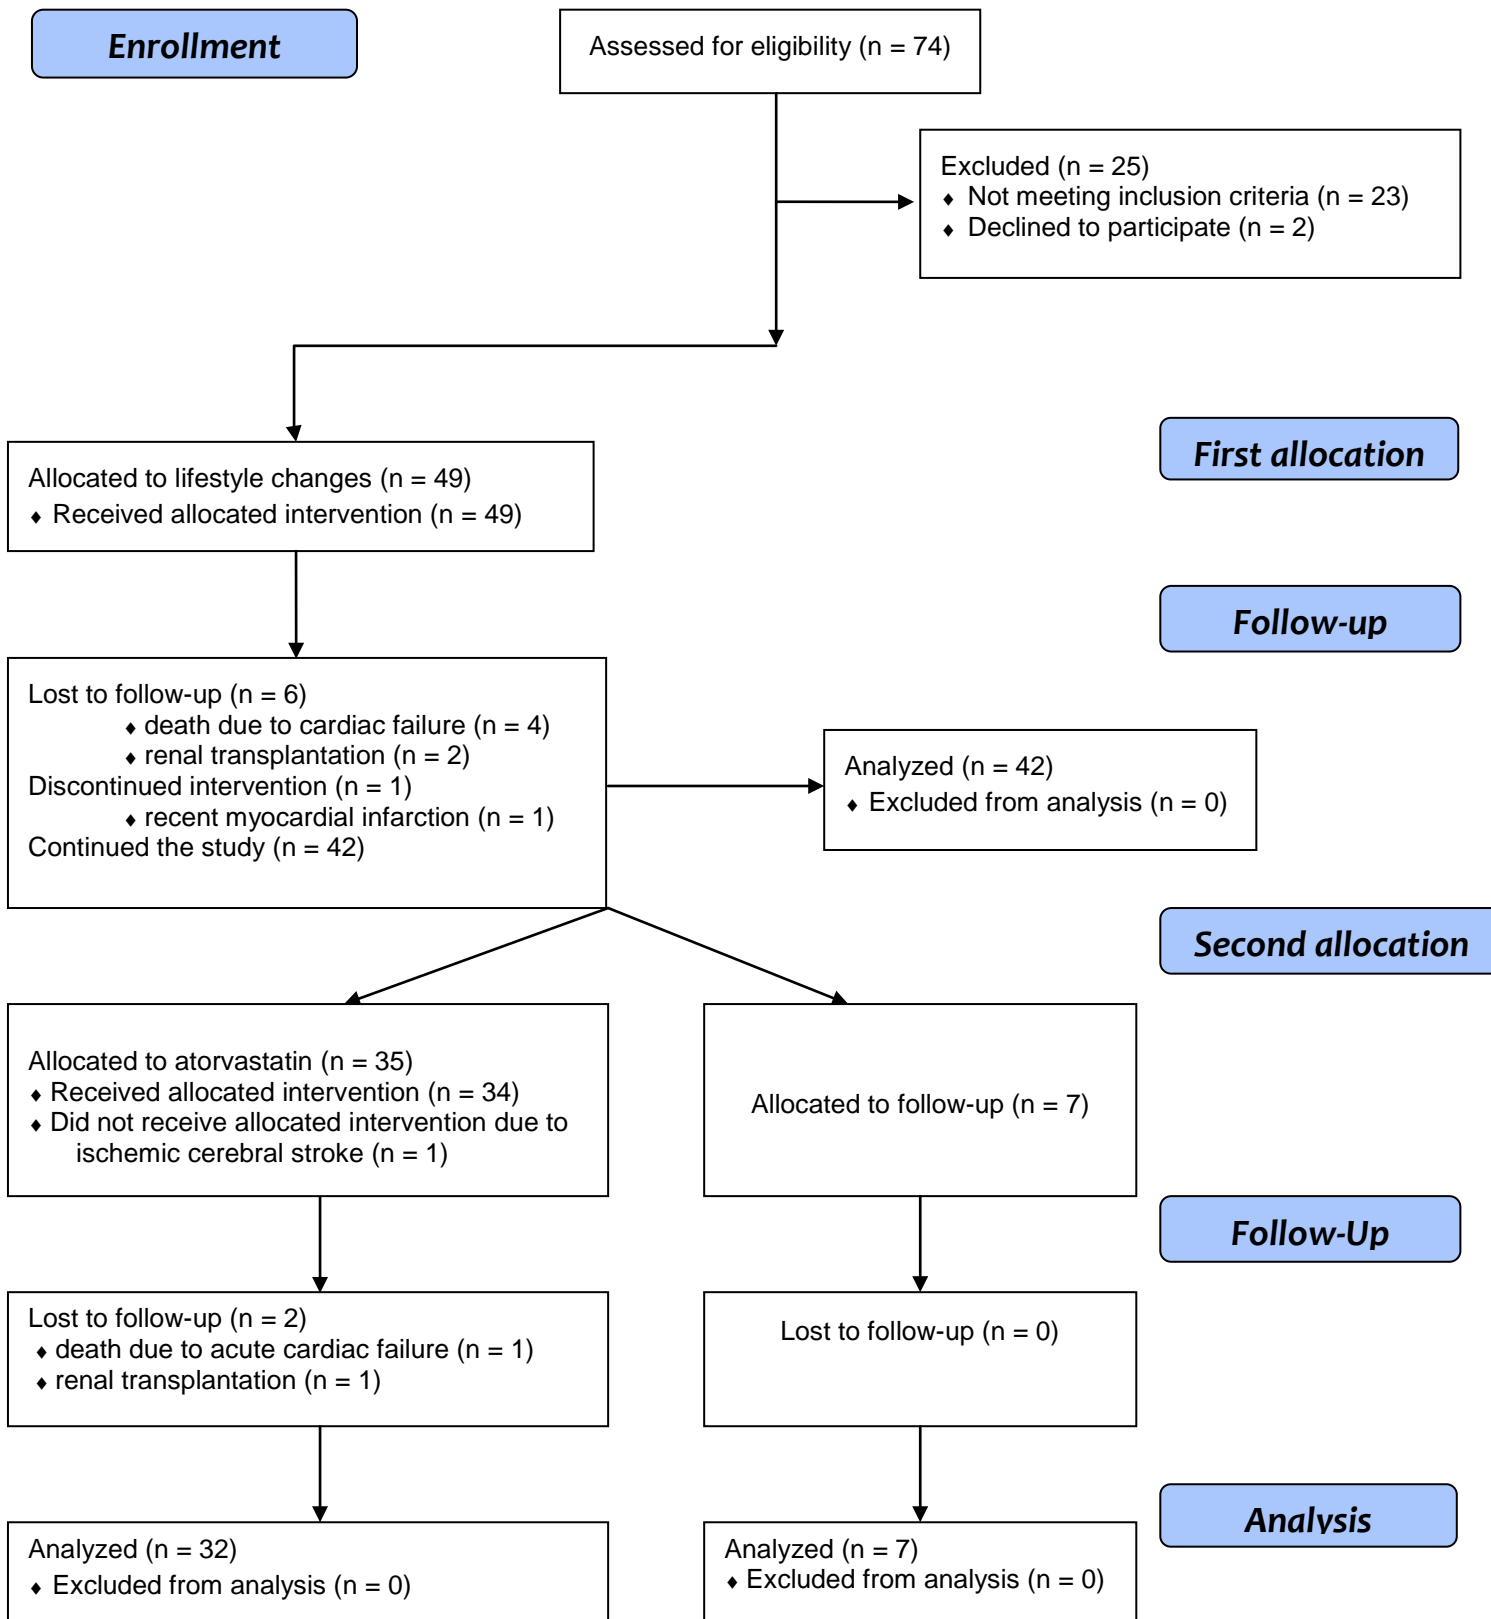 Enrollment
Assessed for eligibility (n = 74)
Excluded (n = 25)
♦ Not meeting inclusion criteria (n = 23)
♦ Declined to participate (n = 2)
First allocation
Allocated to lifestyle changes (n = 49)
♦ Received allocated intervention (n = 49)
Follow-up
Lost to follow-up (n = 6)
♦ death due to cardiac failure (n = 4)
♦ renal transplantation (n = 2)
Discontinued intervention (n = 1)
♦ recent myocardial infarction (n = 1)
Continued the study (n = 42)
Analyzed (n = 42)
♦ Excluded from analysis (n = 0)
Second allocation
Allocated to atorvastatin (n = 35)
♦ Received allocated intervention (n = 34)
♦ Did not receive allocated intervention due to
ischemic cerebral stroke (n = 1)
Allocated to follow-up (n = 7)
Follow-Up
Lost to follow-up (n = 2)
♦ death due to acute cardiac failure (n = 1)
♦ renal transplantation (n = 1)
Lost to follow-up (n = 0)
Analysis
Analyzed (n = 32)
♦ Excluded from analysis (n = 0)
Analyzed (n = 7)
♦ Excluded from analysis (n = 0)